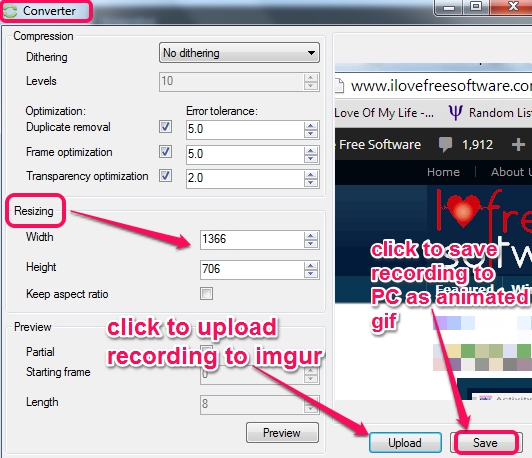 Converter
Compression
Dithering
No dithering
Levels
10
Optimization:
Error tolerance:
Duplicate removal
5.0
Frame optimization
5.0
Transparency optimization
2.0
Resizing
Width
1366
Height
706
Keep aspect ratio
Preview
Partial
Starting frame
0
Length
8
Preview
click to upload
recording to imgur
www.ilovefreesoftware.co
Love Of My Life -...
Ψ Random List
Free Software
1,912
+
Home
About U
I
free
software
Featured
Wi
click to save
recording to
PC as animated
gif
Activitie
Upload
Save